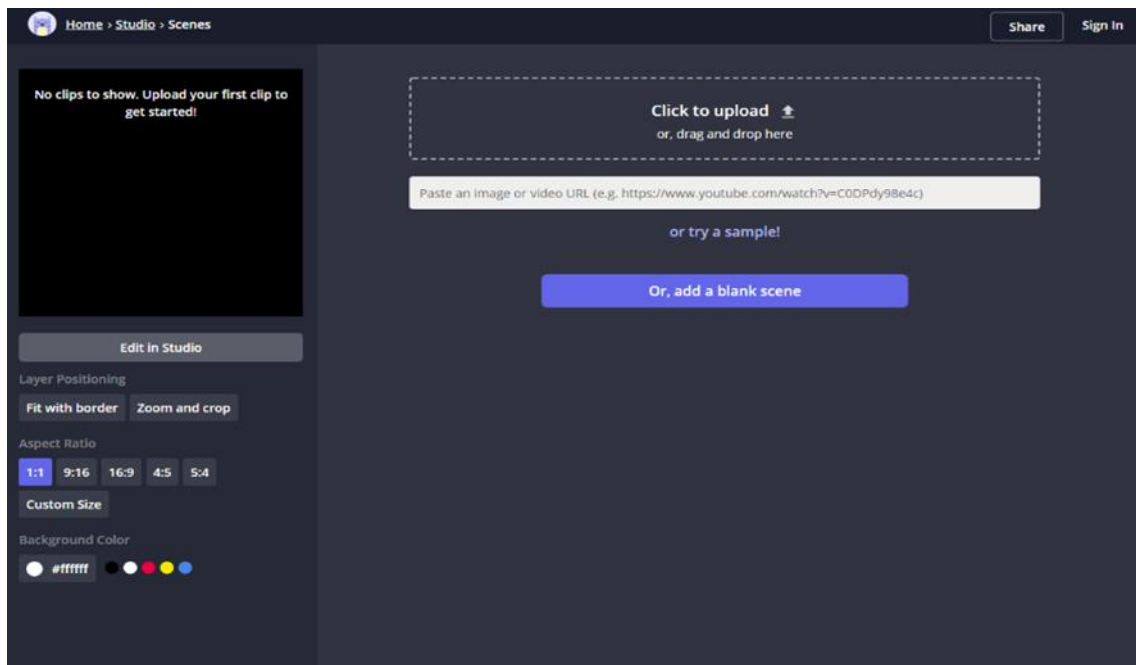 Home › Studio › Scenes
Share
Sign In
No clips to show. Upload your first clip to
get started!
Edit in Studio
Layer Positioning
Fit with border Zoom and crop
Aspect Ratio
1:1 9:16 16:9 4:5 5:4
Custom Size
Background Color
#ffffff
Click to upload
or, drag and drop here
Paste an image or video URL (e.g. https://www.youtube.com/watch?v=C0DPdy98e4c)
or try a sample!
Or, add a blank scene